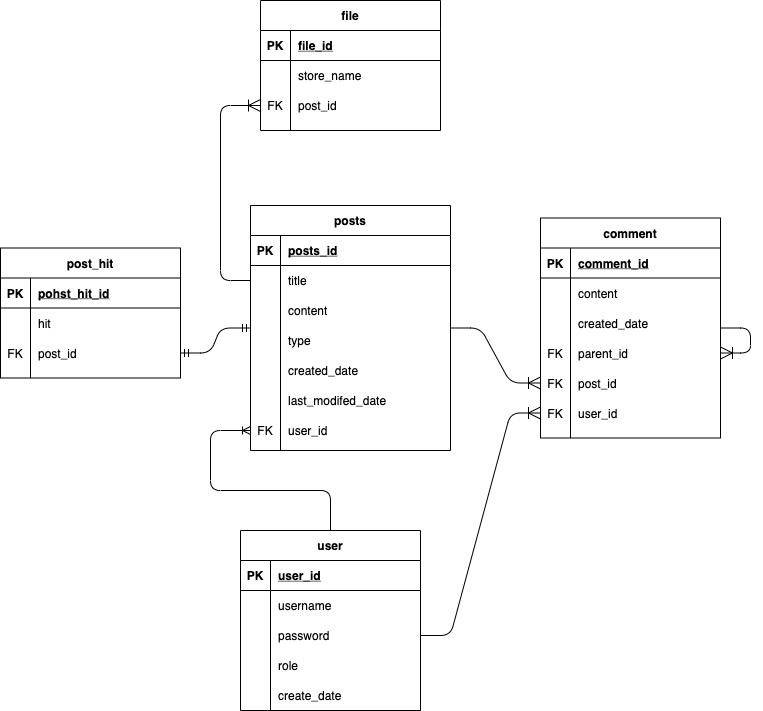 file
PK file_id
store_name
FK post_id
posts
PK posts_id
title
content
type
created_date
last_modifed_date
FK user_id
post_hit
PK pohst_hit_id
hit
FK post_id
comment
PK comment_id
content
created_date
FK parent_id
FK post_id
FK user_id
user
PK user_id
username
password
role
create_date